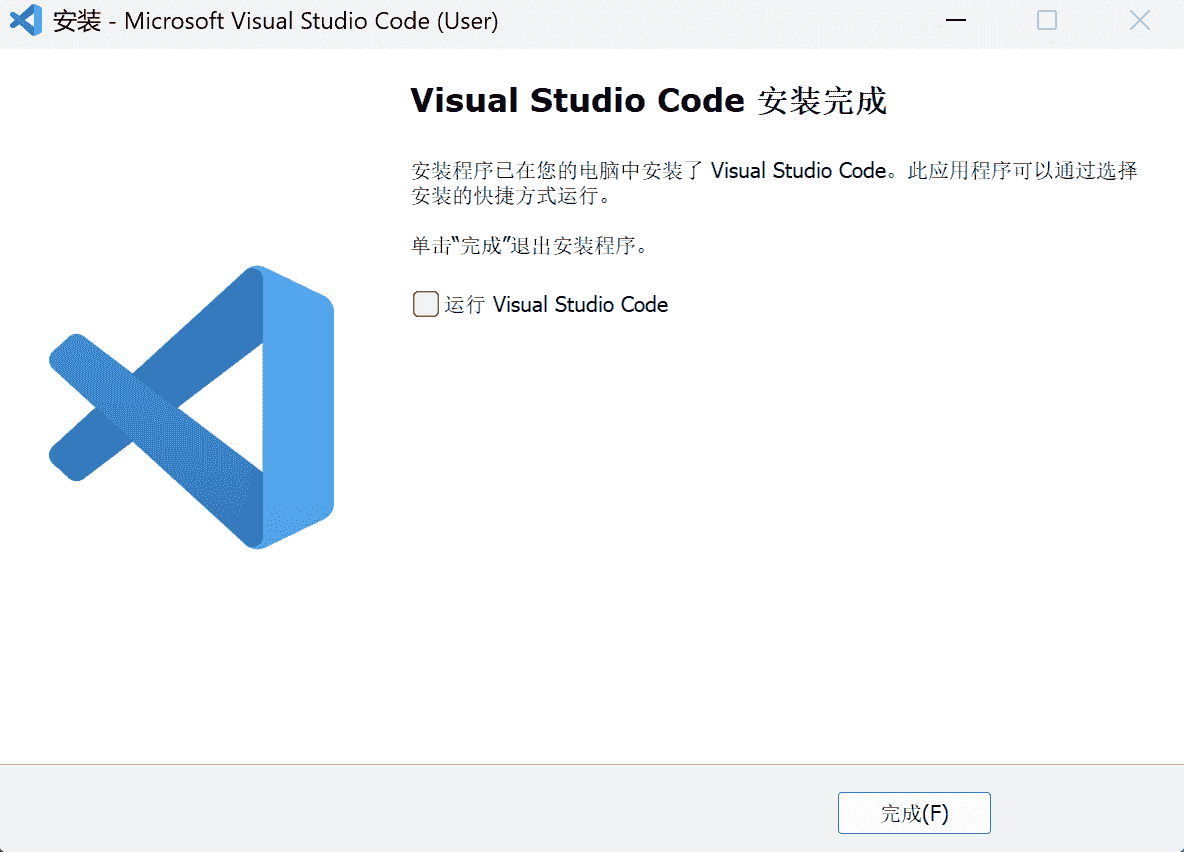 安装 - Microsoft Visual Studio Code (User)
Visual Studio Code 安装完成
安装程序已在您的电脑中安装了 Visual Studio Code。此应用程序可以通过选择
安装的快捷方式运行。
单击“完成”退出安装程序。
运行 Visual Studio Code
完成(F)